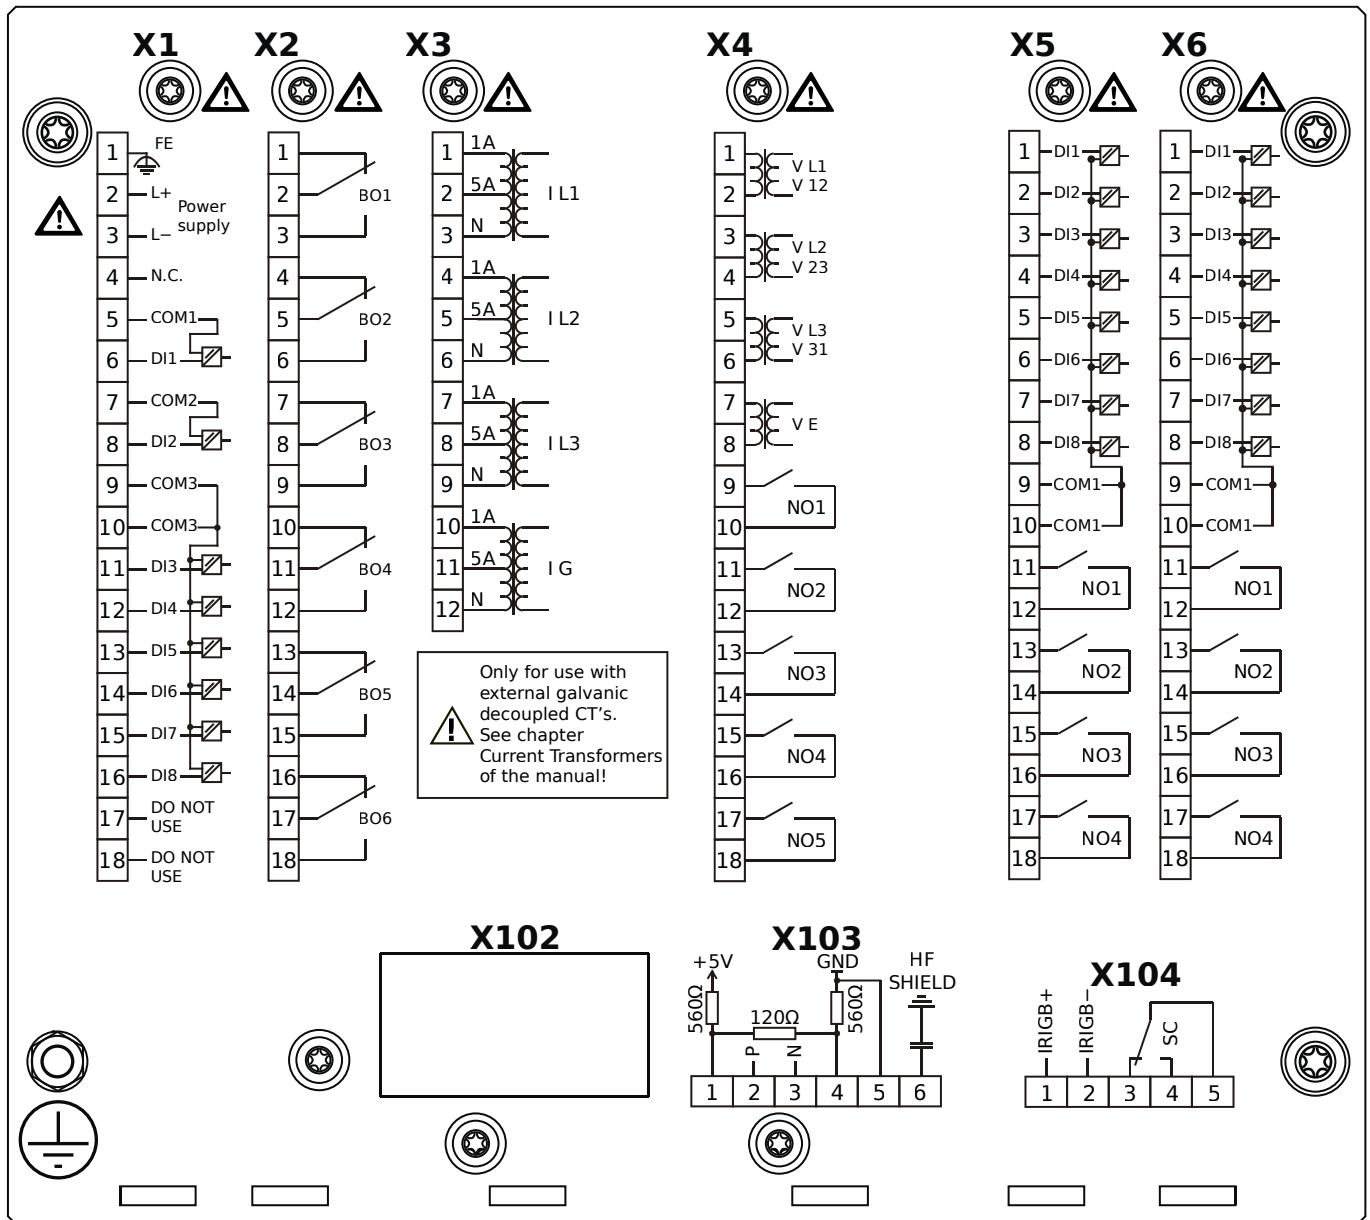 X1 X2 X3 X4 X5 X6
1 FE
2 L+
Power
supply
3 L−
4 N.C.
5 COM1
6 DI1
7 COM2
8 DI2
9 COM3
10 COM3
11 DI3
12 DI4
13 DI5
14 DI6
15 DI7
16 DI8
17 DO NOT
USE
18 DO NOT
USE
1
2 BO1
3
4
5 BO2
6
7
8 BO3
9
10
11 BO4
12
13
14 BO5
15
16
17 BO6
18
1 1A
2 5A I L1
3 N
4 1A
5 5A I L2
6 N
7 1A
8 5A I L3
9 N
10 1A
11 5A I G
12 N
Only for use with
external galvanic
decoupled CT's.
See chapter
Current Transformers
of the manual!
1 V L1
2 V 12
3 V L2
4 V 23
5 V L3
6 V 31
7
V E
8
9
NO1
10
11
NO2
12
13
NO3
14
15
NO4
16
17
NO5
18
1 DI1
2 DI2
3 DI3
4 DI4
5 DI5
6 DI6
7 DI7
8 DI8
9 COM1
10 COM1
11
NO1
12
13
NO2
14
15
NO3
16
17
NO4
18
1 DI1
2 DI2
3 DI3
4 DI4
5 DI5
6 DI6
7 DI7
8 DI8
9 COM1
10 COM1
11
NO1
12
13
NO2
14
15
NO3
16
17
NO4
18
X102
X103
+5V GND HF
SHIELD
560Ω 120Ω 560Ω
P N
1 2 3 4 5 6
X104
IRIGB+ IRIGB− SC
1 2 3 4 5